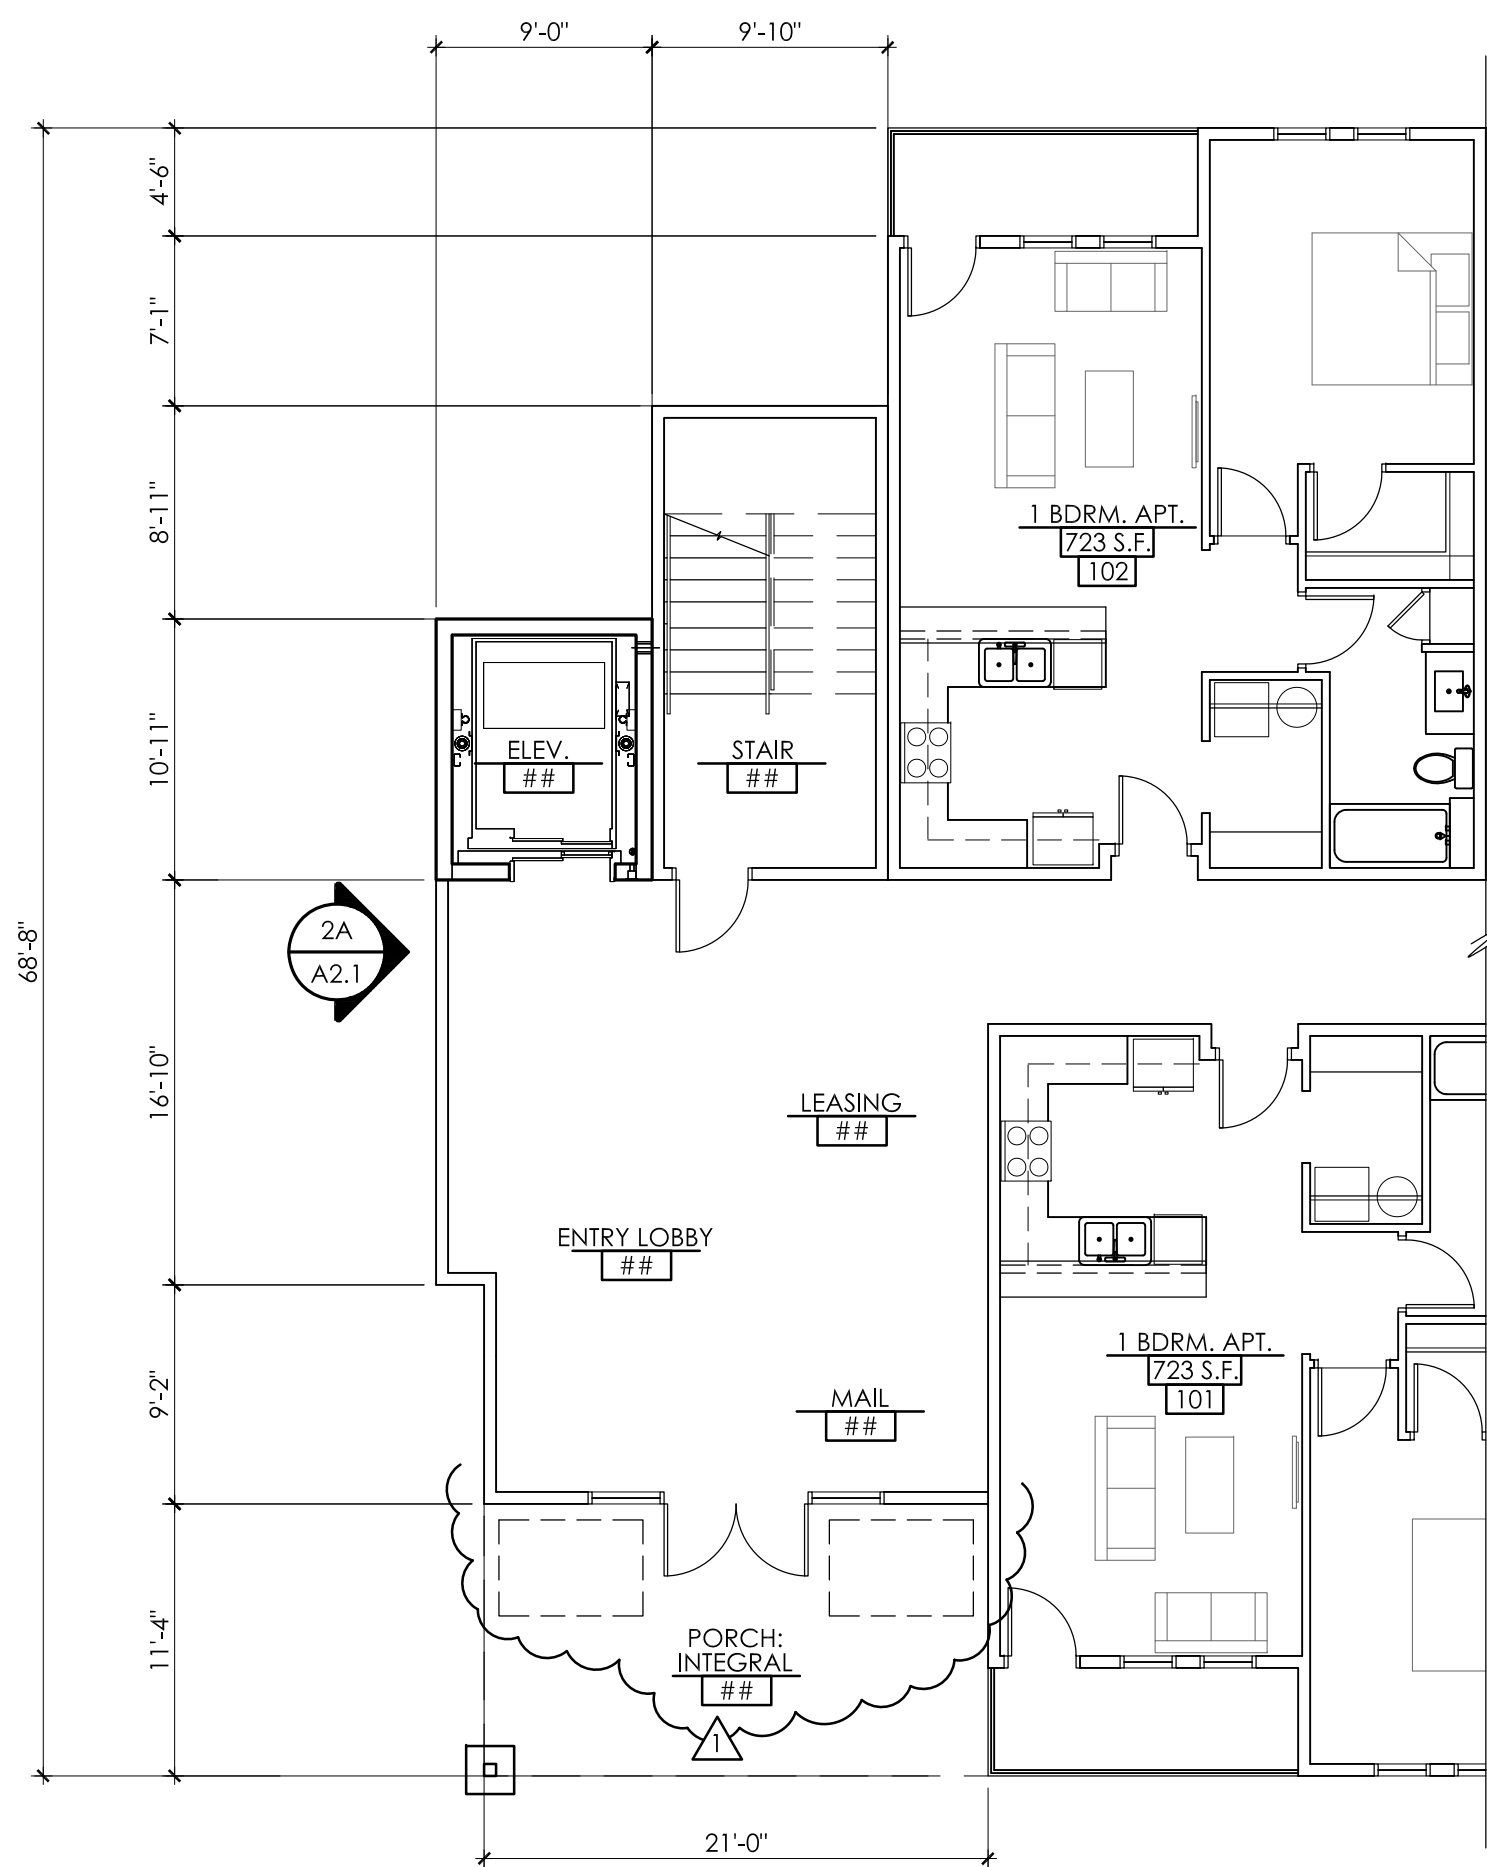 9'-0"
9'-10"
4'-6"
7'-1"
8'-11"
10'-11"
68'-8"
16'-10"
9'-2"
11'-4"
1 BDRM. APT.
723 S.F.
102
ELEV.
##
STAIR
##
2A
A2.1
LEASING
##
ENTRY LOBBY
##
1 BDRM. APT.
723 S.F.
101
MAIL
##
PORCH:
INTEGRAL
##
1
21'-0"